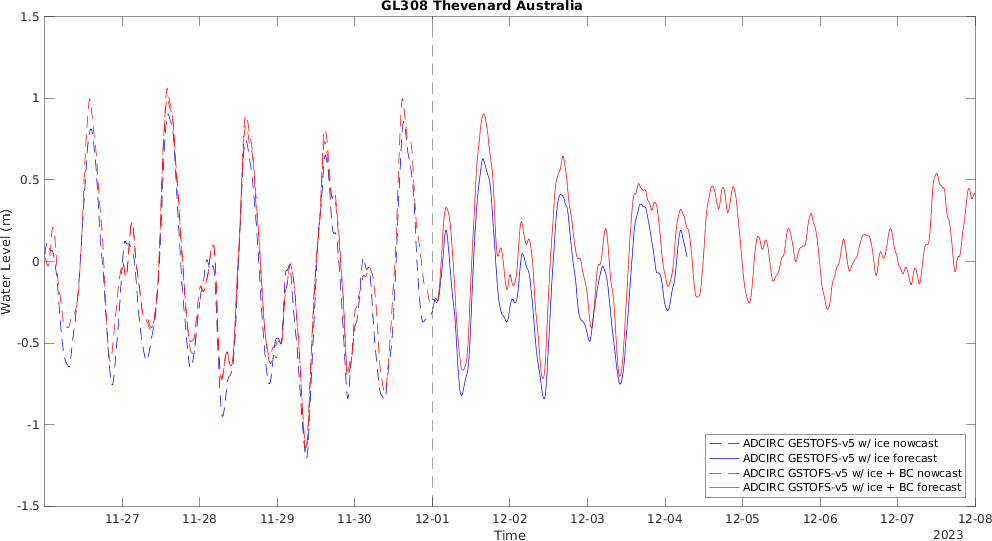 GL308 Thevenard Australia
1.5
1
0.5
0
-0.5
-1
-1.5
Water Level (m)
11-27 11-28 11-29 11-30 12-01 12-02 12-03 12-04 12-05 12-06 12-07 12-08
Time
2023
ADCIRC GESTOFS-v5 w/ ice nowcast
ADCIRC GESTOFS-v5 w/ ice forecast
ADCIRC GSTOFS-v5 w/ ice + BC nowcast
ADCIRC GSTOFS-v5 w/ ice + BC forecast